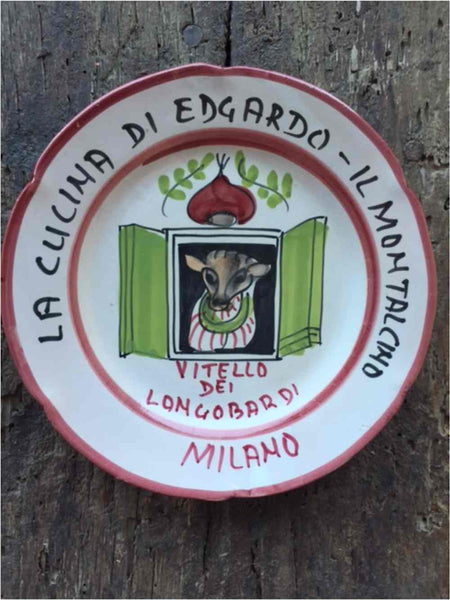 LA CUCINA DI EDGARDO - IL MONTALCINO
VITELLO
DEI
LONGOBARDI
MILANO